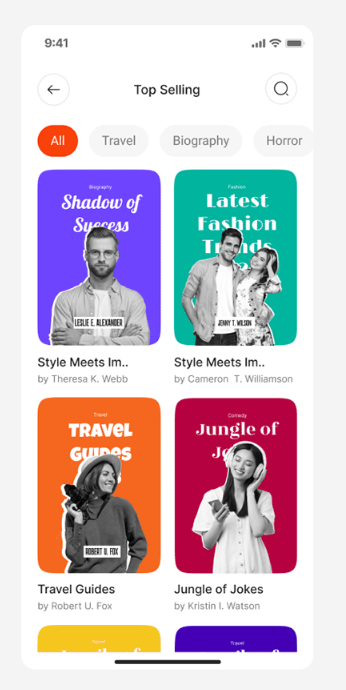 9:41
Top Selling
All
Travel
Biography
Horror
Biography
Shadow of
Success
LESLIE E. ALEXANDER
Fashion
Latest
Fashion
Trends
JENNY T. WILSON
Style Meets Im..
by Theresa K. Webb
Style Meets Im..
by Cameron T. Williamson
Travel
Travel
Guides
ROBERT U. FOX
Comedy
Jungle of
Travel Guides
by Robert U. Fox
Jungle of Jokes
by Kristin I. Watson
Travel
Travel